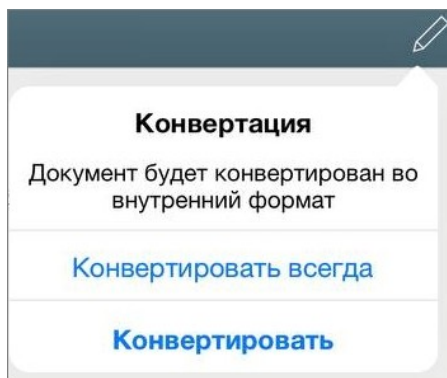 Конвертация
Документ будет конвертирован во
внутренний формат
Конвертировать всегда
Конвертировать